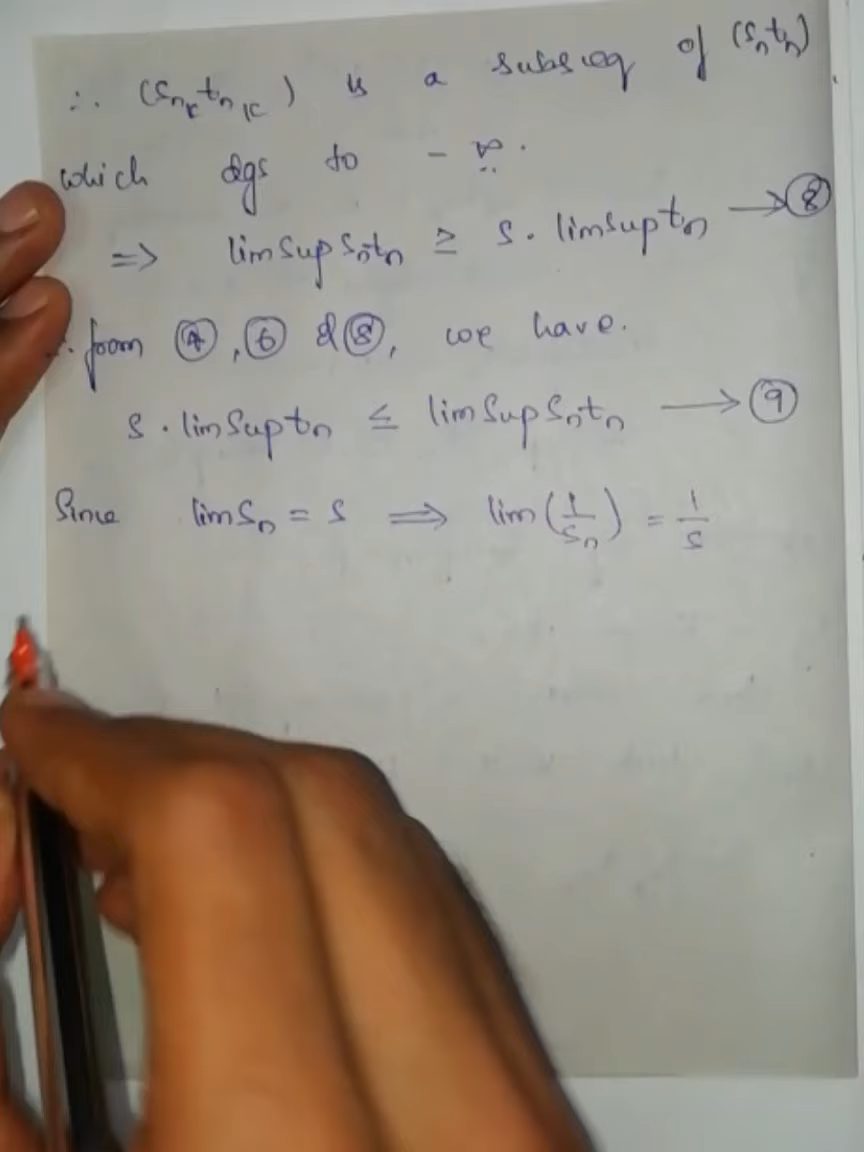 ∴ (S_{n_k} t_{n_k}) is a subseq of (S_n t_n)
which dgs to - ∞.
=> lim Sup S_n t_n ≥ S. lim sup t_n → ⑧
∴ from ④, ⑥ & ⑧, we have.
S. lim Sup t_n ≤ lim Sup S_n t_n → ⑨
Since lim S_n = S ⟹ lim (1/S_n) = 1/S